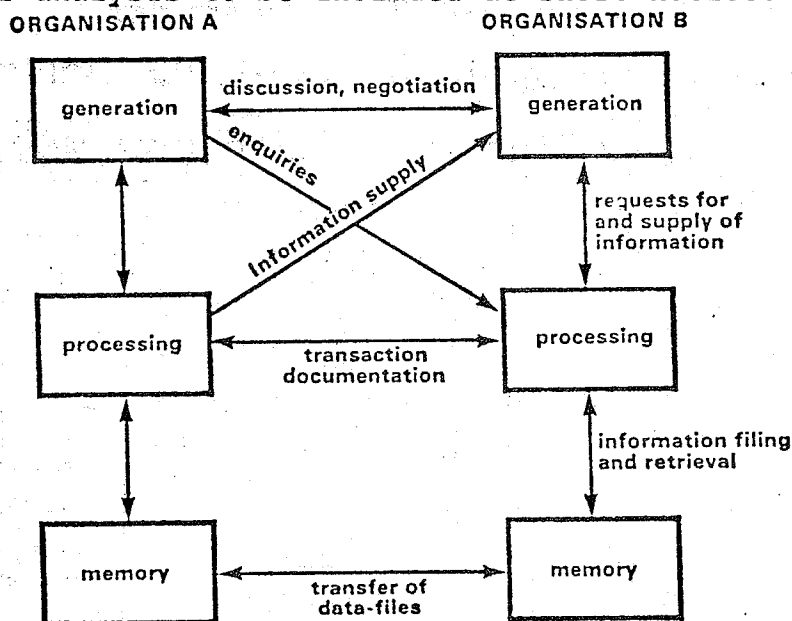 ORGANISATION A
ORGANISATION B
generation
discussion, negotiation
generation
enquiries
Information supply
requests for
and supply of
information
processing
transaction
documentation
processing
information filing
and retrieval
memory
transfer of
data-files
memory